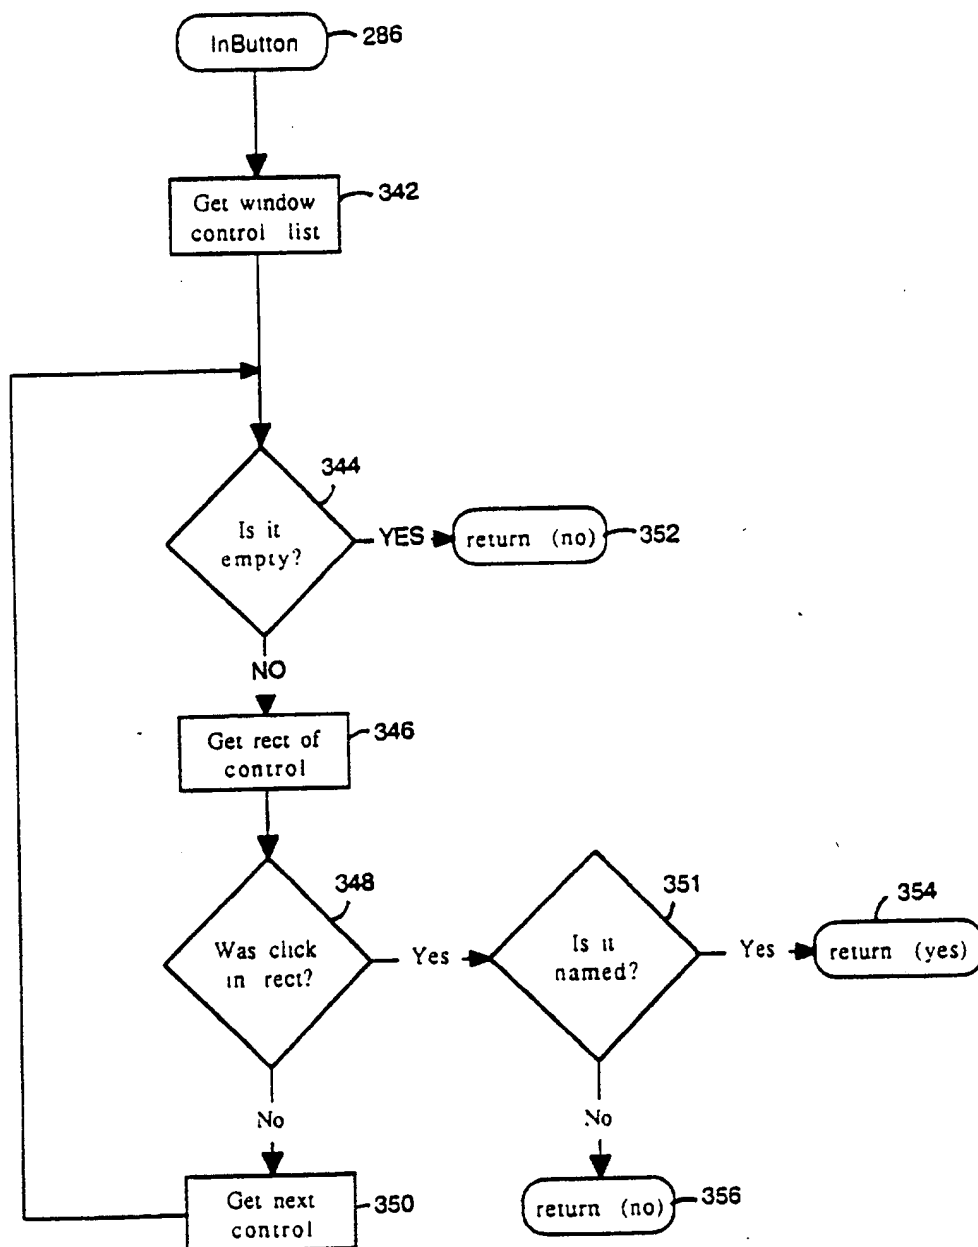 InButton
286
Get window
control list
342
344
Is it
empty?
YES
return (no)
352
NO
Get rect of
control
346
348
Was click
in rect?
Yes
351
Is it
named?
Yes
354
return (yes)
No
No
Get next
control
350
return (no)
356